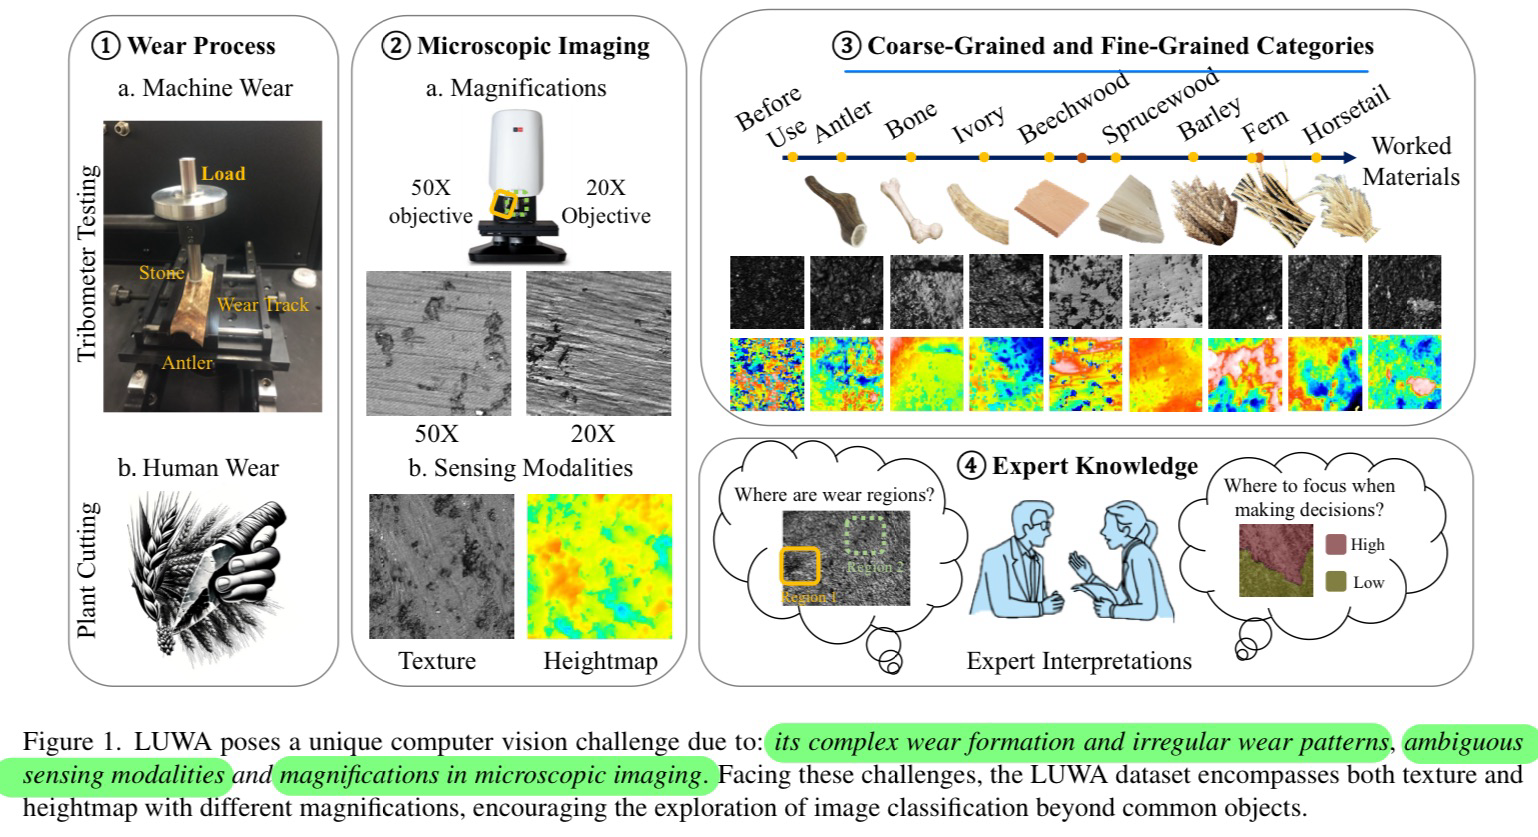 ① Wear Process
a. Machine Wear
Tribometer Testing
Load
Stone
Wear Track
Antler
b. Human Wear
Plant Cutting
② Microscopic Imaging
a. Magnifications
50X
objective
20X
Objective
50X
20X
b. Sensing Modalities
Texture
Heightmap
③ Coarse-Grained and Fine-Grained Categories
Before
Use
Antler
Bone
Ivory
Beechwood
Sprucewood
Barley
Fern
Horsetail
Worked
Materials
④ Expert Knowledge
Where are wear regions?
Region 1
Region 2
Where to focus when
making decisions?
High
Low
Expert Interpretations
Figure 1. LUWA poses a unique computer vision challenge due to: its complex wear formation and irregular wear patterns, ambiguous
sensing modalities and magnifications in microscopic imaging. Facing these challenges, the LUWA dataset encompasses both texture and
heightmap with different magnifications, encouraging the exploration of image classification beyond common objects.